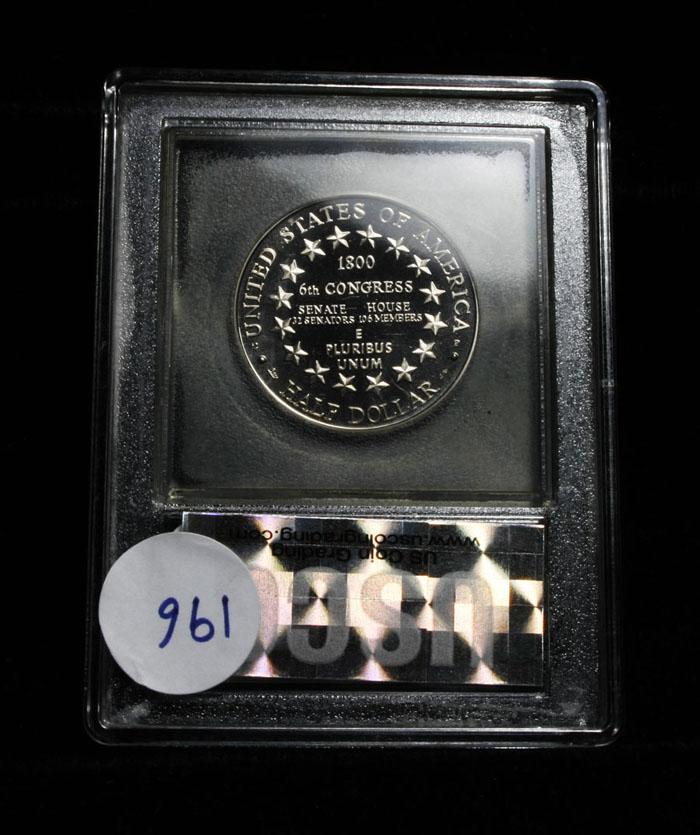 UNITED STATES OF AMERICA
1800
6th CONGRESS
SENATE HOUSE
32 SENATORS 106 MEMBERS
E
PLURIBUS
UNUM
HALF DOLLAR
US Coin Grading
www.uscoingrading.com
USCG
961